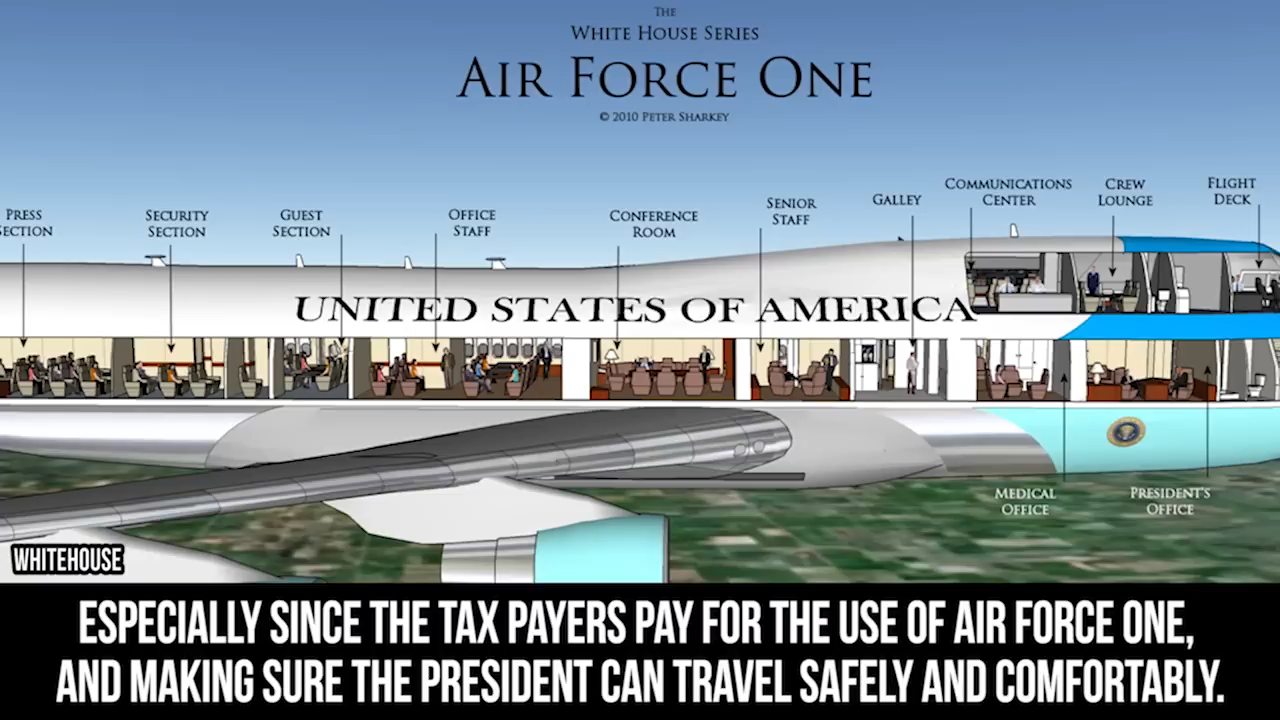 THE
WHITE HOUSE SERIES
AIR FORCE ONE
© 2010 PETER SHARKEY
PRESS
SECTION
SECURITY
SECTION
GUEST
SECTION
OFFICE
STAFF
CONFERENCE
ROOM
SENIOR
STAFF
GALLEY
COMMUNICATIONS
CENTER
CREW
LOUNGE
FLIGHT
DECK
UNITED STATES OF AMERICA
MEDICAL
OFFICE
PRESIDENT'S
OFFICE
WHITEHOUSE
ESPECIALLY SINCE THE TAX PAYERS PAY FOR THE USE OF AIR FORCE ONE,
AND MAKING SURE THE PRESIDENT CAN TRAVEL SAFELY AND COMFORTABLY.